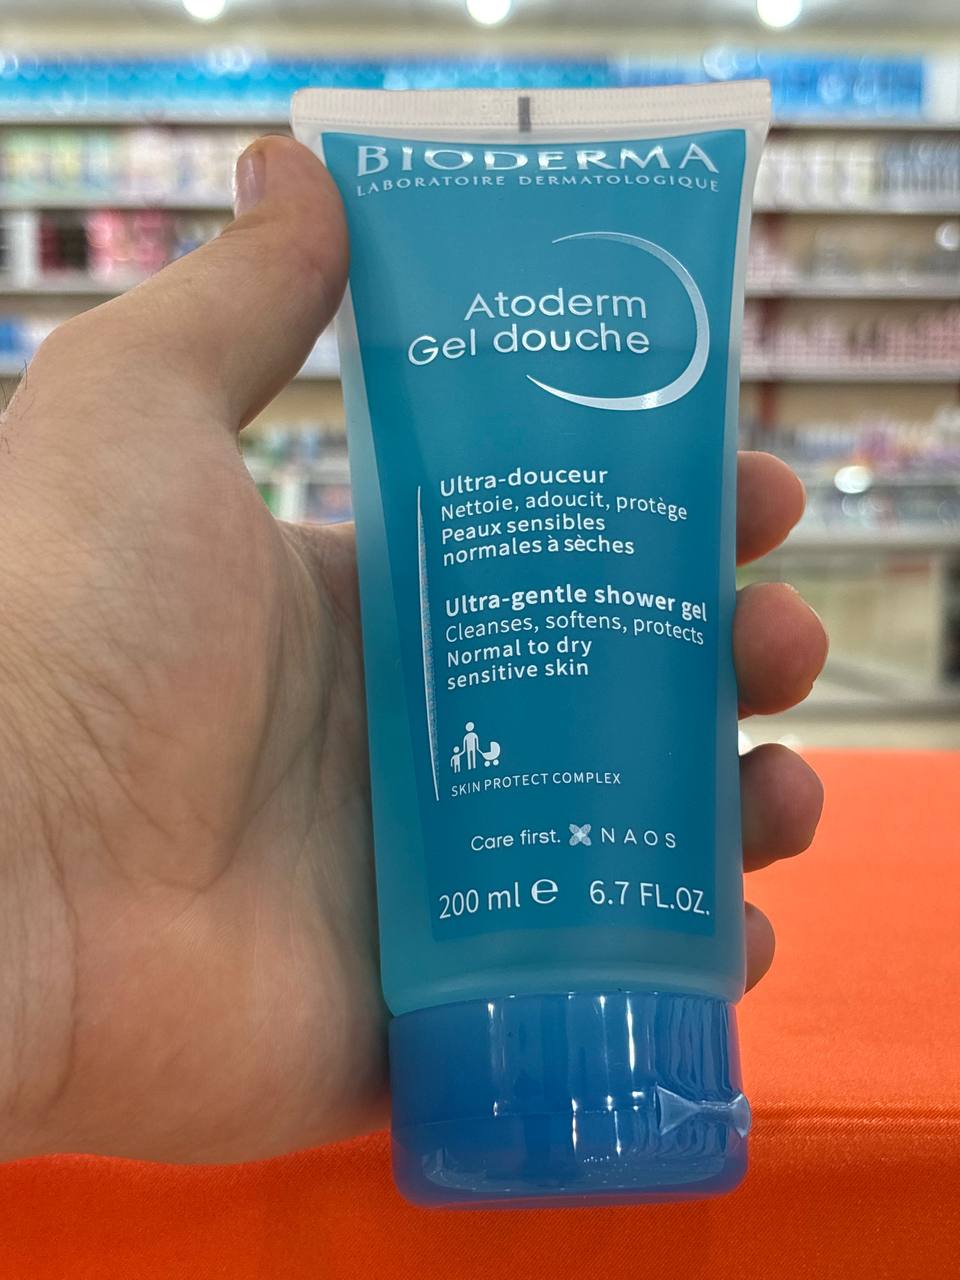 BIODERMA
LABORATOIRE DERMATOLOGIQUE
Atoderm
Gel douche
Ultra-douceur
Nettoie, adoucit, protège
Peaux sensibles
normales à sèches
Ultra-gentle shower gel
Cleanses, softens, protects
Normal to dry
sensitive skin
SKIN PROTECT COMPLEX
Care first. NAOS
200 ml ℮ 6.7 FL.OZ.